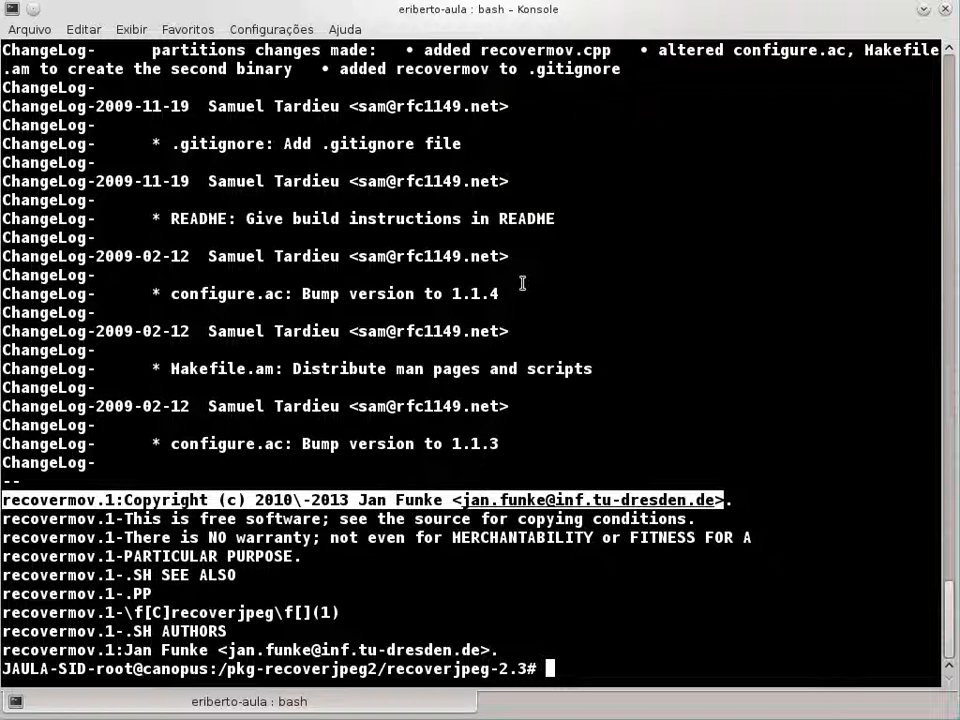 eriberto-aula : bash – Konsole
Arquivo Editar Exibir Favoritos Configurações Ajuda
ChangeLog-      partitions changes made:   • added recovermov.cpp   • altered configure.ac, Makefile
.am to create the second binary   • added recovermov to .gitignore
ChangeLog-
ChangeLog-2009-11-19  Samuel Tardieu <sam@rfc1149.net>
ChangeLog-
ChangeLog-      * .gitignore: Add .gitignore file
ChangeLog-
ChangeLog-2009-11-19  Samuel Tardieu <sam@rfc1149.net>
ChangeLog-
ChangeLog-      * README: Give build instructions in README
ChangeLog-
ChangeLog-2009-02-12  Samuel Tardieu <sam@rfc1149.net>
ChangeLog-
ChangeLog-      * configure.ac: Bump version to 1.1.4
ChangeLog-
ChangeLog-2009-02-12  Samuel Tardieu <sam@rfc1149.net>
ChangeLog-
ChangeLog-      * Makefile.am: Distribute man pages and scripts
ChangeLog-
ChangeLog-2009-02-12  Samuel Tardieu <sam@rfc1149.net>
ChangeLog-
ChangeLog-      * configure.ac: Bump version to 1.1.3
ChangeLog-
--
recovermov.1:Copyright (c) 2010\-2013 Jan Funke <jan.funke@inf.tu-dresden.de>.
recovermov.1-This is free software; see the source for copying conditions.
recovermov.1-There is NO warranty; not even for MERCHANTABILITY or FITNESS FOR A
recovermov.1-PARTICULAR PURPOSE.
recovermov.1-.SH SEE ALSO
recovermov.1-.PP
recovermov.1-\f[C]recoverjpeg\f[](1)
recovermov.1-.SH AUTHORS
recovermov.1:Jan Funke <jan.funke@inf.tu-dresden.de>.
JAULA-SID-root@canopus:/pkg-recoverjpeg2/recoverjpeg-2.3#
eriberto-aula : bash